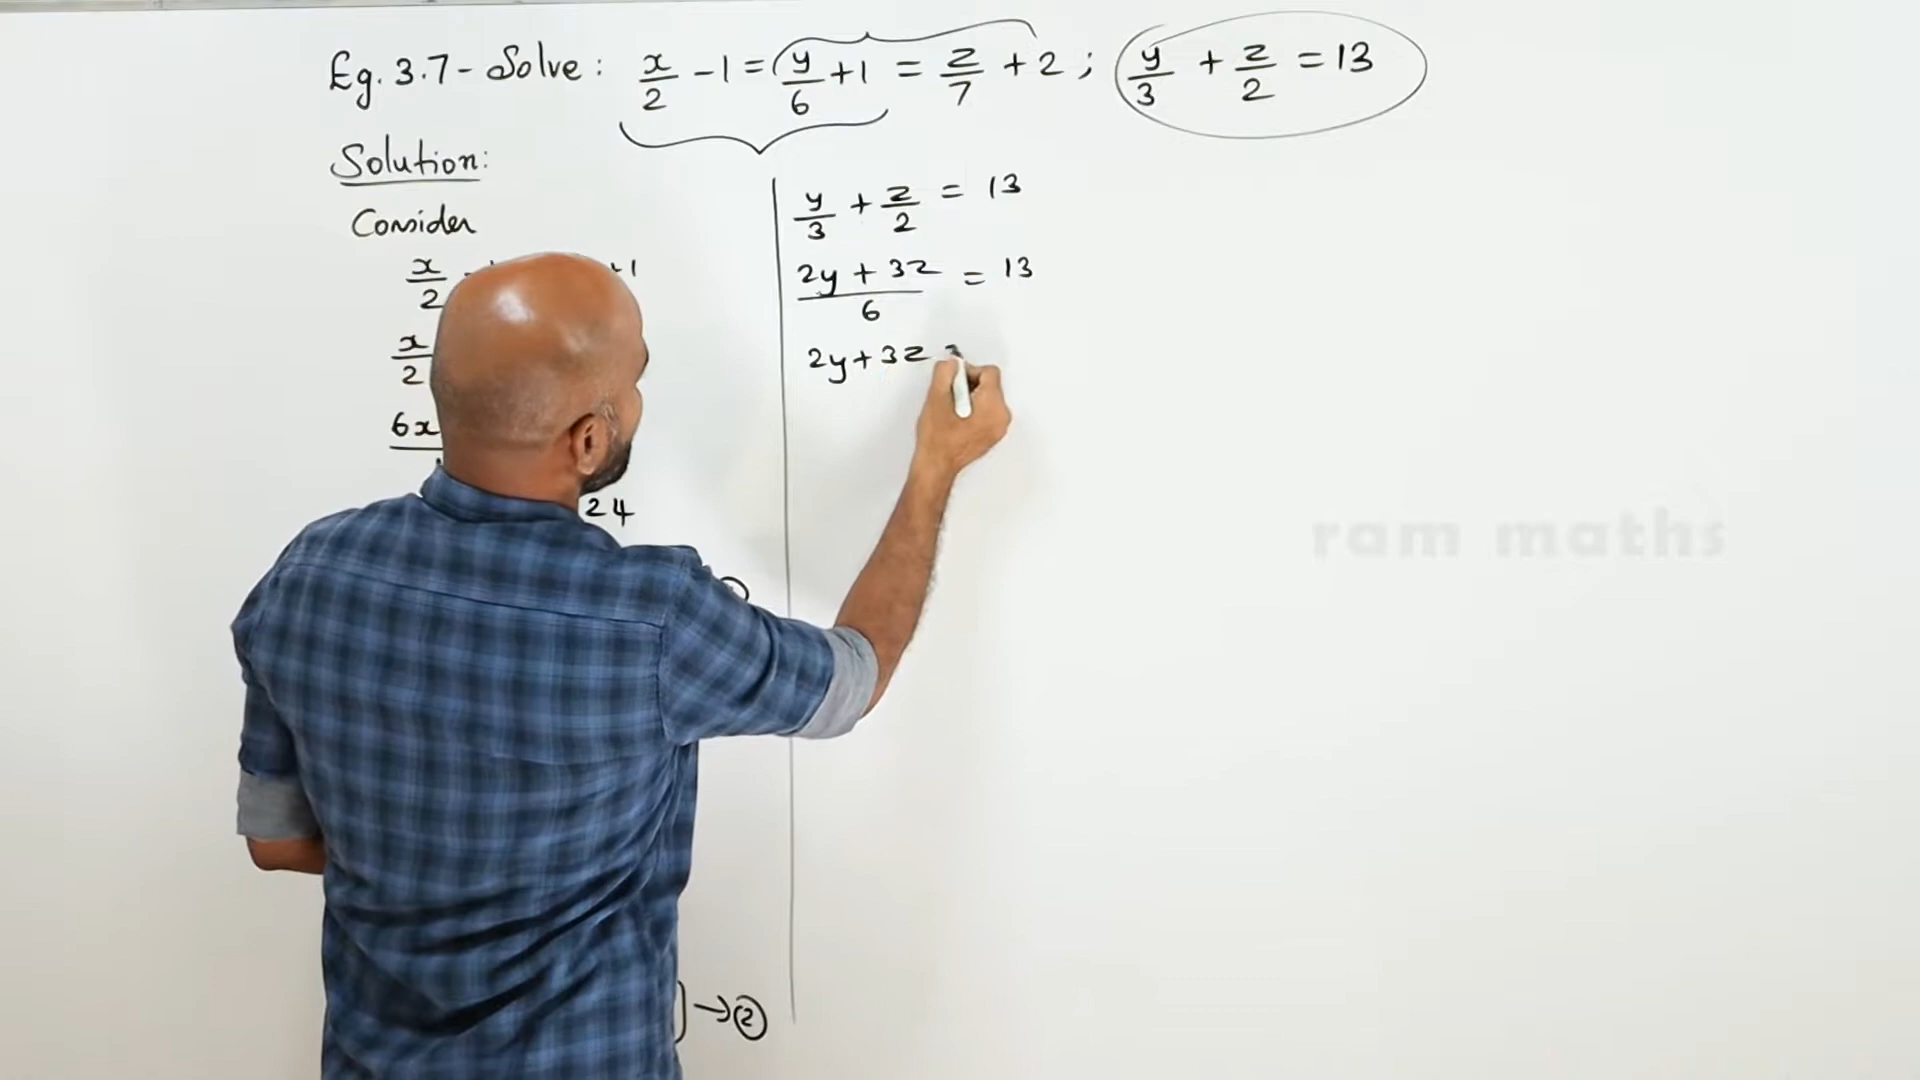 Eg. 3.7 - Solve : x/2 - 1 = y/6 + 1 = z/7 + 2 ; y/3 + z/2 = 13
Solution:
Consider
x/2
+1
x/2
6x
24
→ ②
y/3 + z/2 = 13
2y + 3z / 6 = 13
2y + 3z
ram maths